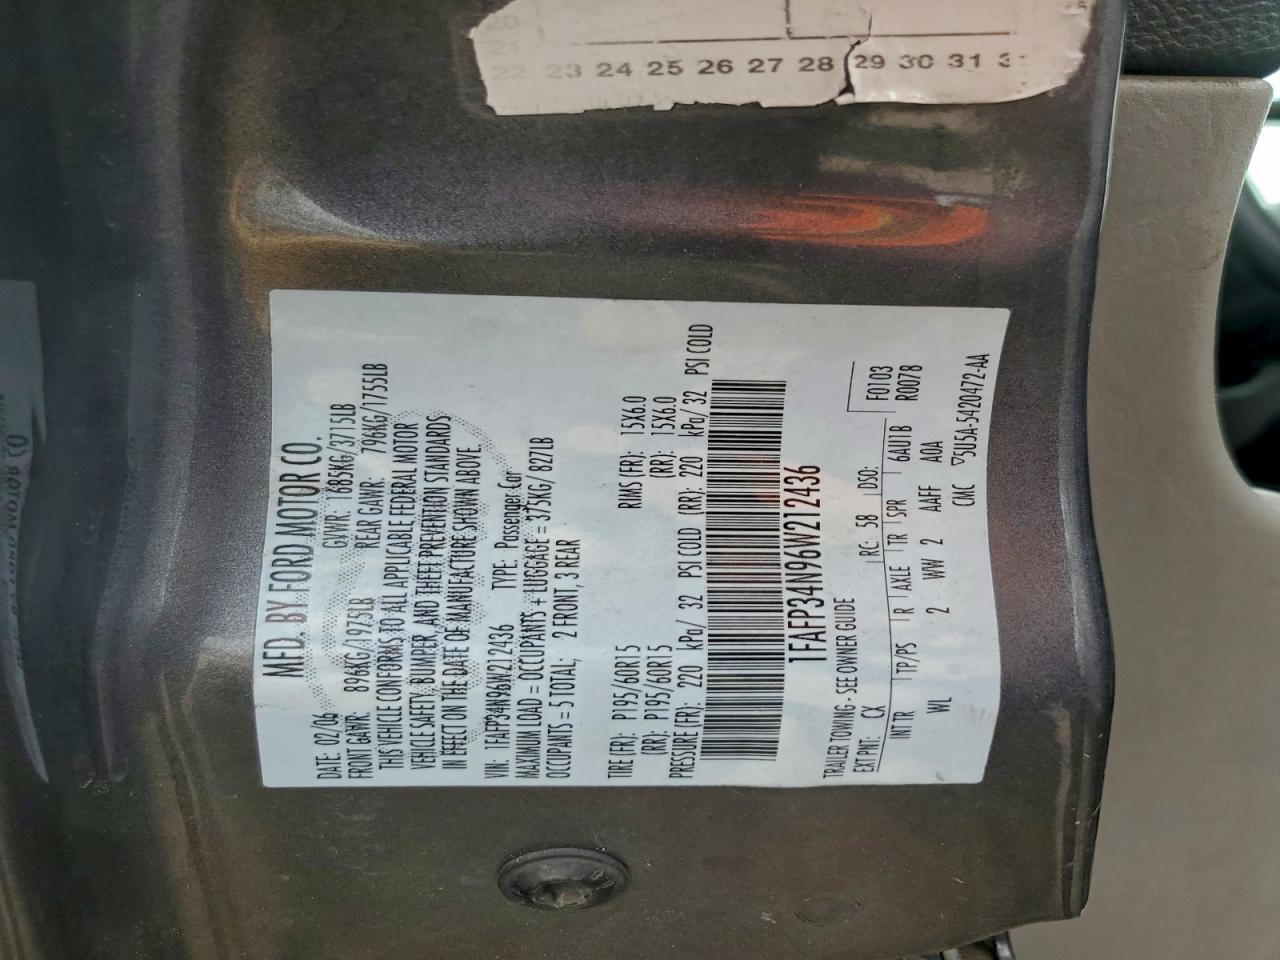 MFD. BY FORD MOTOR CO.
DATE: 02/06 GVWR: 1685KG/3715LB
FRONT GAWR: 896KG/1975LB REAR GAWR: 796KG/1755LB
THIS VEHICLE CONFORMS TO ALL APPLICABLE FEDERAL MOTOR
VEHICLE SAFETY, BUMPER, AND THEFT PREVENTION STANDARDS
IN EFFECT ON THE DATE OF MANUFACTURE SHOWN ABOVE.
VIN: 1FAFP34N96W212436 TYPE: Passenger Car
MAXIMUM LOAD = OCCUPANTS + LUGGAGE = 375KG/ 827LB
OCCUPANTS = 5 TOTAL; 2 FRONT, 3 REAR
TIRE (FR): P195/60R15 RIMS (FR): 15X6.0
(RR): P195/60R15 (RR): 15X6.0
PRESSURE (FR): 220 kPa/ 32 PSI COLD (RR): 220 kPa/ 32 PSI COLD
1FAFP34N96W212436
TRAILER TOWING - SEE OWNER GUIDE
EXT PNT: CX RC: 58 DSO: F0103
INTR TP/PS R AXLE TR SPR 6AU1B R0078
WL 2 WW 2 AAFF A0A
CMC ▽5U5A-5420472-AA
20
21
22 23 24 25 26 27 28 29 30 31